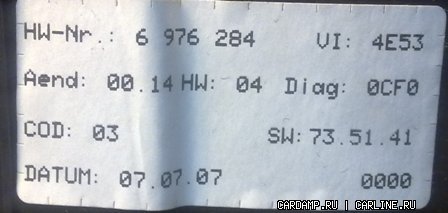 HW-Nr.: 6 976 284 VI: 4E53
Aend: 00.14 HW: 04 Diag: 0CF0
COD: 03 SW: 73.51.41
DATUM: 07.07.07 0000
CARDAMP.RU | CARLINE.RU